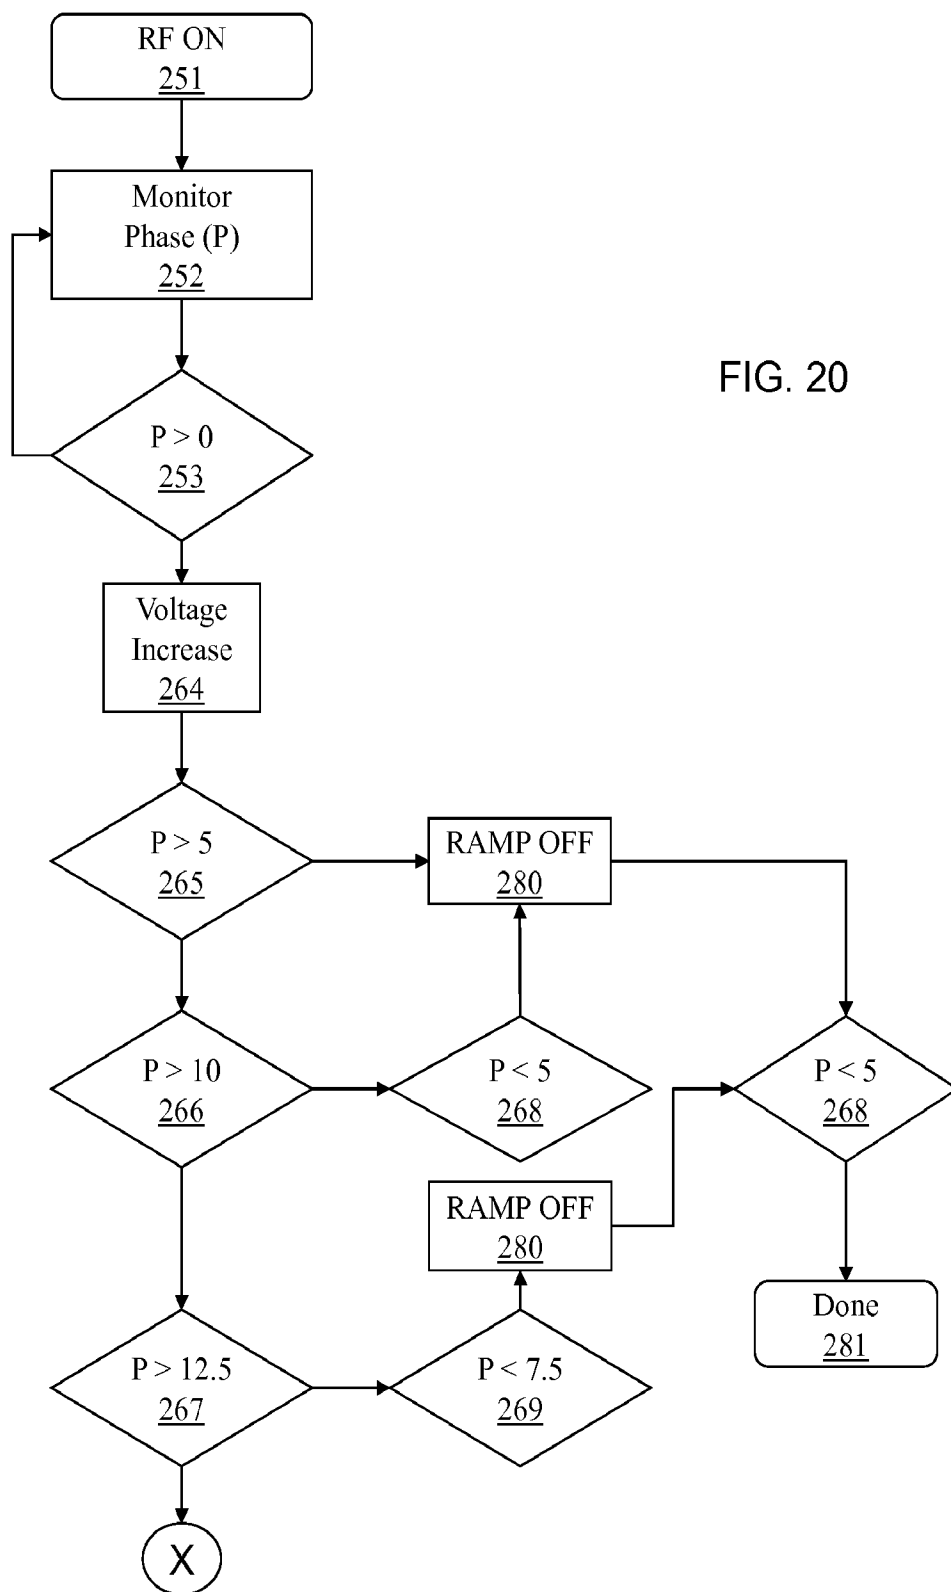 RF ON
251
Monitor
Phase (P)
252
FIG. 20
P > 0
253
Voltage
Increase
264
P > 5
265
RAMP OFF
280
P > 10
266
P < 5
268
P < 5
268
RAMP OFF
280
Done
281
P > 12.5
267
P < 7.5
269
X